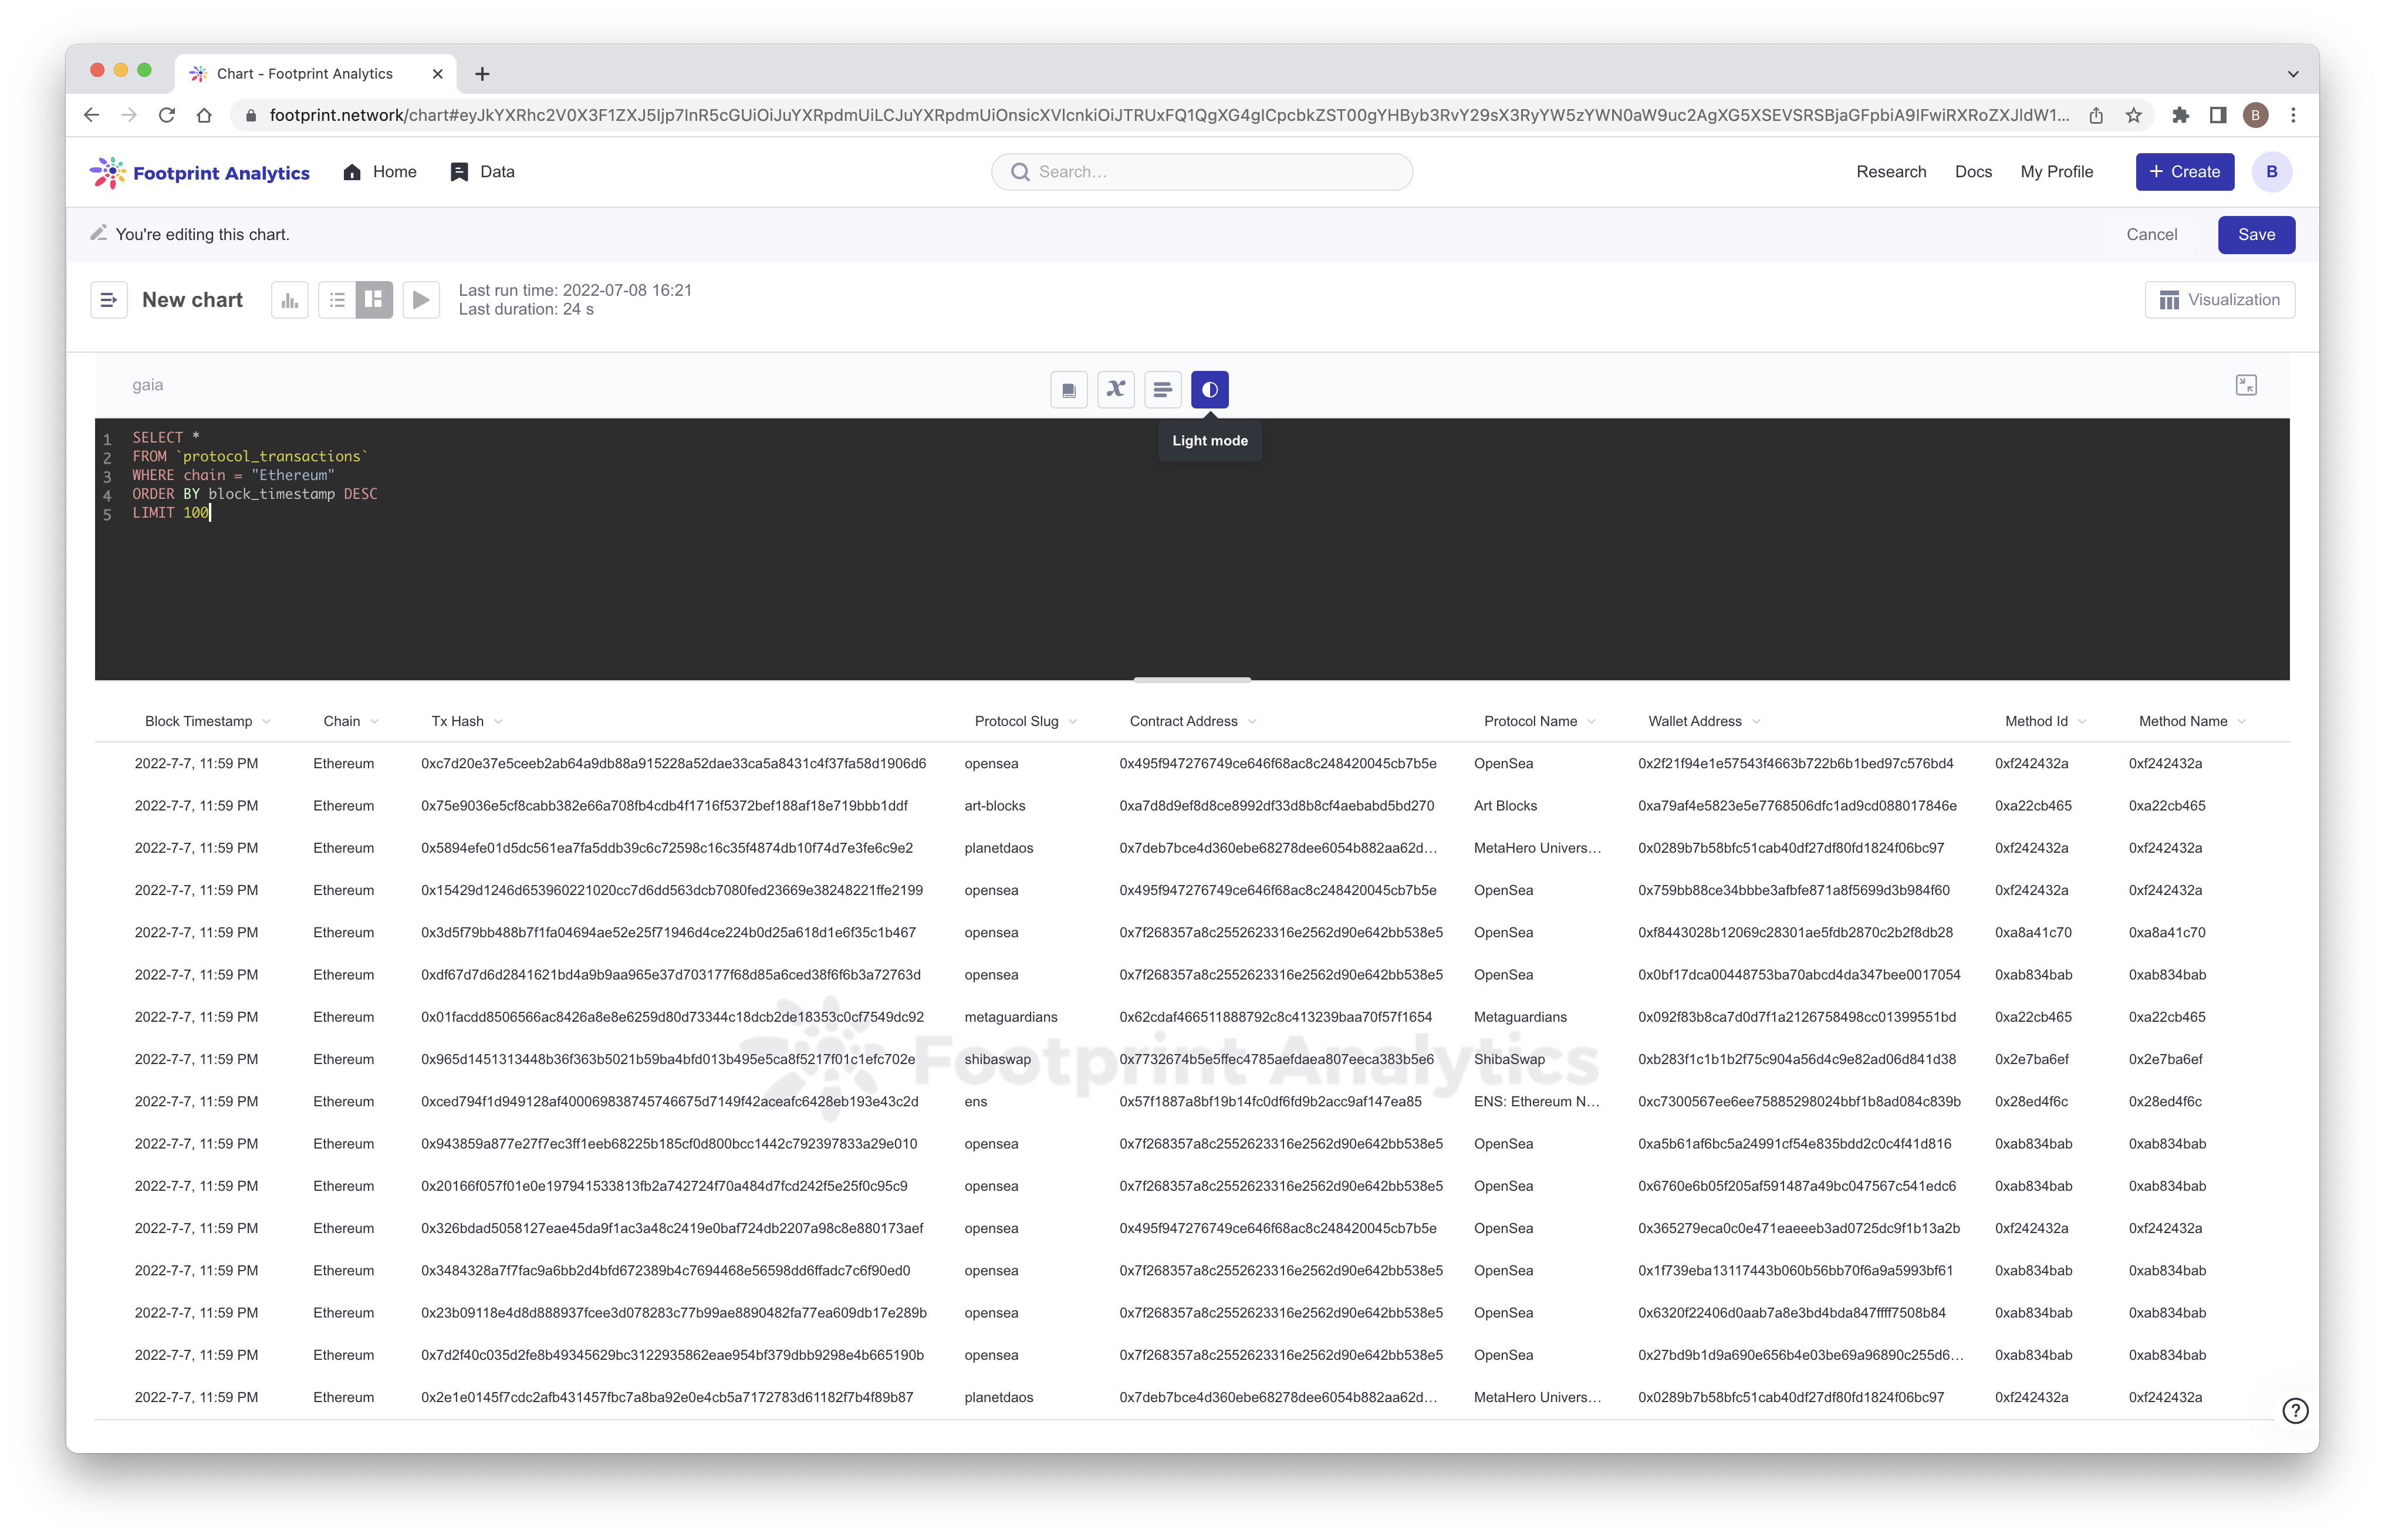 Chart - Footprint Analytics
footprint.network/chart#eyJkYXRhc2V0X3F1ZXJ5Ijp7InR5cGUiOiJuYXRpdmUiLCJuYXRpdmUiOnsicXVlcnkiOiJTRUxFQ1QgXG4gICpcbkZST00gYHByb3RvY29sX3RyYW5zYWN0aW9uc2AgXG5XSEVSRSBjaGFpbiA9IFwiRXRoZXJldW1...
B
Footprint Analytics Home Data Search... Research Docs My Profile + Create B
You're editing this chart. Cancel Save
New chart Last run time: 2022-07-08 16:21 Visualization
Last duration: 24 s
gaia
Light mode
1 SELECT *
2 FROM `protocol_transactions`
3 WHERE chain = "Ethereum"
4 ORDER BY block_timestamp DESC
5 LIMIT 100
Block Timestamp Chain Tx Hash Protocol Slug Contract Address Protocol Name Wallet Address Method Id Method Name
2022-7-7, 11:59 PM Ethereum 0xc7d20e37e5ceeb2ab64a9db88a915228a52dae33ca5a8431c4f37fa58d1906d6 opensea 0x495f947276749ce646f68ac8c248420045cb7b5e OpenSea 0x2f21f94e1e57543f4663b722b6b1bed97c576bd4 0xf242432a 0xf242432a
2022-7-7, 11:59 PM Ethereum 0x75e9036e5cf8cabb382e66a708fb4cdb4f1716f5372bef188af18e719bbb1ddf art-blocks 0xa7d8d9ef8d8ce8992df33d8b8cf4aebabd5bd270 Art Blocks 0xa79af4e5823e5e7768506dfc1ad9cd088017846e 0xa22cb465 0xa22cb465
2022-7-7, 11:59 PM Ethereum 0x5894efe01d5dc561ea7fa5ddb39c6c72598c16c35f4874db10f74d7e3fe6c9e2 planetdaos 0x7deb7bce4d360ebe68278dee6054b882aa62d... MetaHero Univers... 0x0289b7b58bfc51cab40df27df80fd1824f06bc97 0xf242432a 0xf242432a
2022-7-7, 11:59 PM Ethereum 0x15429d1246d653960221020cc7d6dd563dcb7080fed23669e38248221ffe2199 opensea 0x495f947276749ce646f68ac8c248420045cb7b5e OpenSea 0x759bb88ce34bbbe3afbfe871a8f5699d3b984f60 0xf242432a 0xf242432a
2022-7-7, 11:59 PM Ethereum 0x3d5f79bb488b7f1fa04694ae52e25f71946d4ce224b0d25a618d1e6f35c1b467 opensea 0x7f268357a8c2552623316e2562d90e642bb538e5 OpenSea 0xf8443028b12069c28301ae5fdb2870c2b2f8db28 0xa8a41c70 0xa8a41c70
2022-7-7, 11:59 PM Ethereum 0xdf67d7d6d2841621bd4a9b9aa965e37d703177f68d85a6ced38f6f6b3a72763d opensea 0x7f268357a8c2552623316e2562d90e642bb538e5 OpenSea 0x0bf17dca00448753ba70abcd4da347bee0017054 0xab834bab 0xab834bab
2022-7-7, 11:59 PM Ethereum 0x01facdd8506566ac8426a8e8e6259d80d73344c18dcb2de18353c0cf7549dc92 metaguardians 0x62cdaf466511888792c8c413239baa70f57f1654 Metaguardians 0x092f83b8ca7d0d7f1a2126758498cc01399551bd 0xa22cb465 0xa22cb465
2022-7-7, 11:59 PM Ethereum 0x965d1451313448b36f363b5021b59ba4bfd013b495e5ca8f5217f01c1efc702e shibaswap 0x7732674b5e5ffec4785aefdaea807eeca383b5e6 ShibaSwap 0xb283f1c1b1b2f75c904a56d4c9e82ad06d841d38 0x2e7ba6ef 0x2e7ba6ef
Footprint Analytics
2022-7-7, 11:59 PM Ethereum 0xced794f1d949128af400069838745746675d7149f42aceafc6428eb193e43c2d ens 0x57f1887a8bf19b14fc0df6fd9b2acc9af147ea85 ENS: Ethereum N... 0xc7300567ee6ee75885298024bbf1b8ad084c839b 0x28ed4f6c 0x28ed4f6c
2022-7-7, 11:59 PM Ethereum 0x943859a877e27f7ec3ff1eeb68225b185cf0d800bcc1442c792397833a29e010 opensea 0x7f268357a8c2552623316e2562d90e642bb538e5 OpenSea 0xa5b61af6bc5a24991cf54e835bdd2c0c4f41d816 0xab834bab 0xab834bab
2022-7-7, 11:59 PM Ethereum 0x20166f057f01e0e197941533813fb2a742724f70a484d7fcd242f5e25f0c95c9 opensea 0x7f268357a8c2552623316e2562d90e642bb538e5 OpenSea 0x6760e6b05f205af591487a49bc047567c541edc6 0xab834bab 0xab834bab
2022-7-7, 11:59 PM Ethereum 0x326bdad5058127eae45da9f1ac3a48c2419e0baf724db2207a98c8e880173aef opensea 0x495f947276749ce646f68ac8c248420045cb7b5e OpenSea 0x365279eca0c0e471eaeeeb3ad0725dc9f1b13a2b 0xf242432a 0xf242432a
2022-7-7, 11:59 PM Ethereum 0x3484328a7f7fac9a6bb2d4bfd672389b4c7694468e56598dd6ffadc7c6f90ed0 opensea 0x7f268357a8c2552623316e2562d90e642bb538e5 OpenSea 0x1f739eba13117443b060b56bb70f6a9a5993bf61 0xab834bab 0xab834bab
2022-7-7, 11:59 PM Ethereum 0x23b09118e4d8d888937fcee3d078283c77b99ae8890482fa77ea609db17e289b opensea 0x7f268357a8c2552623316e2562d90e642bb538e5 OpenSea 0x6320f22406d0aab7a8e3bd4bda847ffff7508b84 0xab834bab 0xab834bab
2022-7-7, 11:59 PM Ethereum 0x7d2f40c035d2fe8b49345629bc3122935862eae954bf379dbb9298e4b665190b opensea 0x7f268357a8c2552623316e2562d90e642bb538e5 OpenSea 0x27bd9b1d9a690e656b4e03be69a96890c255d6... 0xab834bab 0xab834bab
2022-7-7, 11:59 PM Ethereum 0x2e1e0145f7cdc2afb431457fbc7a8ba92e0e4cb5a7172783d61182f7b4f89b87 planetdaos 0x7deb7bce4d360ebe68278dee6054b882aa62d... MetaHero Univers... 0x0289b7b58bfc51cab40df27df80fd1824f06bc97 0xf242432a 0xf242432a